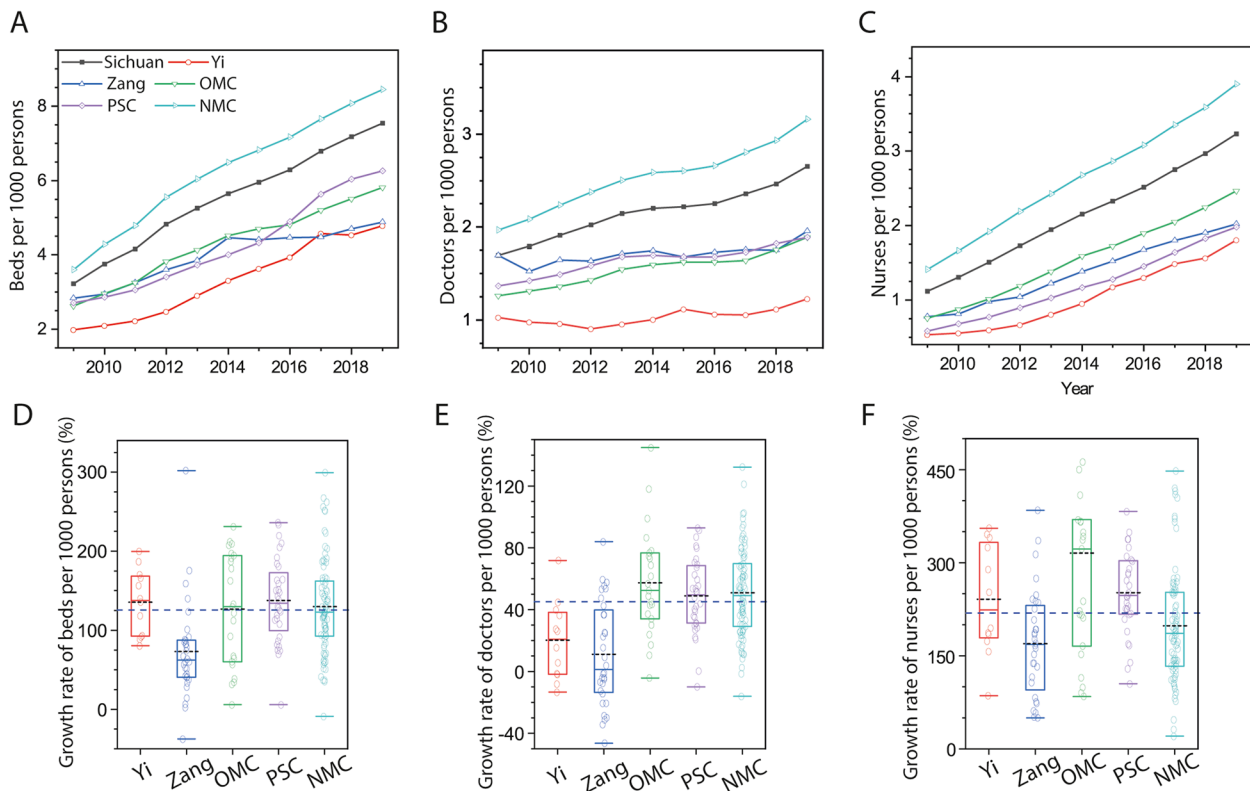 A
B
C
Sichuan
Yi
Zang
OMC
PSC
NMC
Beds per 1000 persons
8
6
4
2
2010 2012 2014 2016 2018
Doctors per 1000 persons
3
2
1
2010 2012 2014 2016 2018
Nurses per 1000 persons
4
3
2
1
2010 2012 2014 2016 2018
Year
D
E
F
Growth rate of beds per 1000 persons (%)
300
200
100
0
Yi Zang OMC PSC NMC
Growth rate of doctors per 1000 persons (%)
120
80
40
0
-40
Yi Zang OMC PSC NMC
Growth rate of nurses per 1000 persons (%)
450
300
150
0
Yi Zang OMC PSC NMC